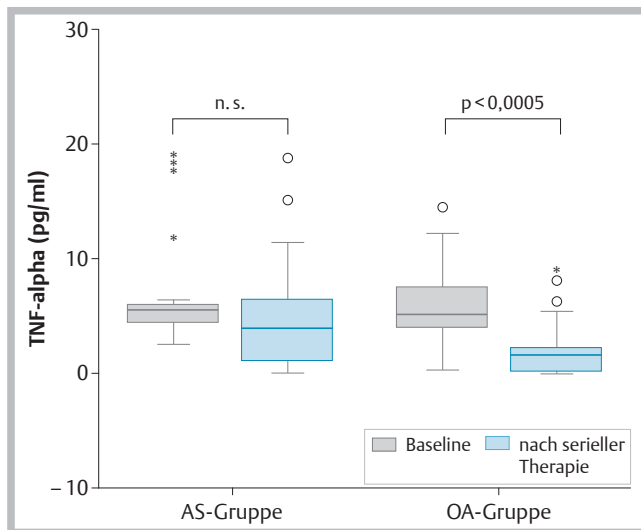 30
n. s.
p < 0,0005
20
***
*
10
*
TNF-alpha (pg/ml)
0
Baseline
nach serieller
Therapie
– 10
AS-Gruppe
OA-Gruppe